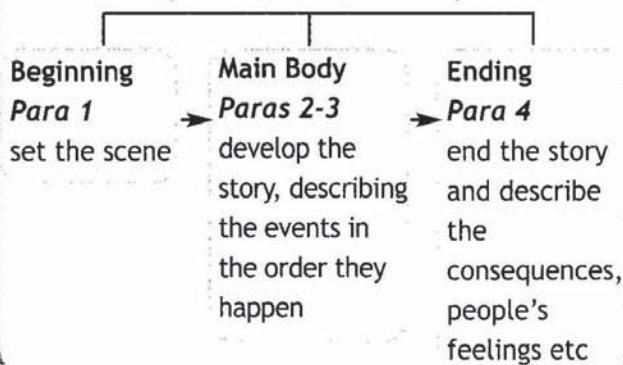 Beginning
Para 1
set the scene
Main Body
Paras 2-3
develop the
story, describing
the events in
the order they
happen
Ending
Para 4
end the story
and describe
the
consequences,
people's
feelings etc